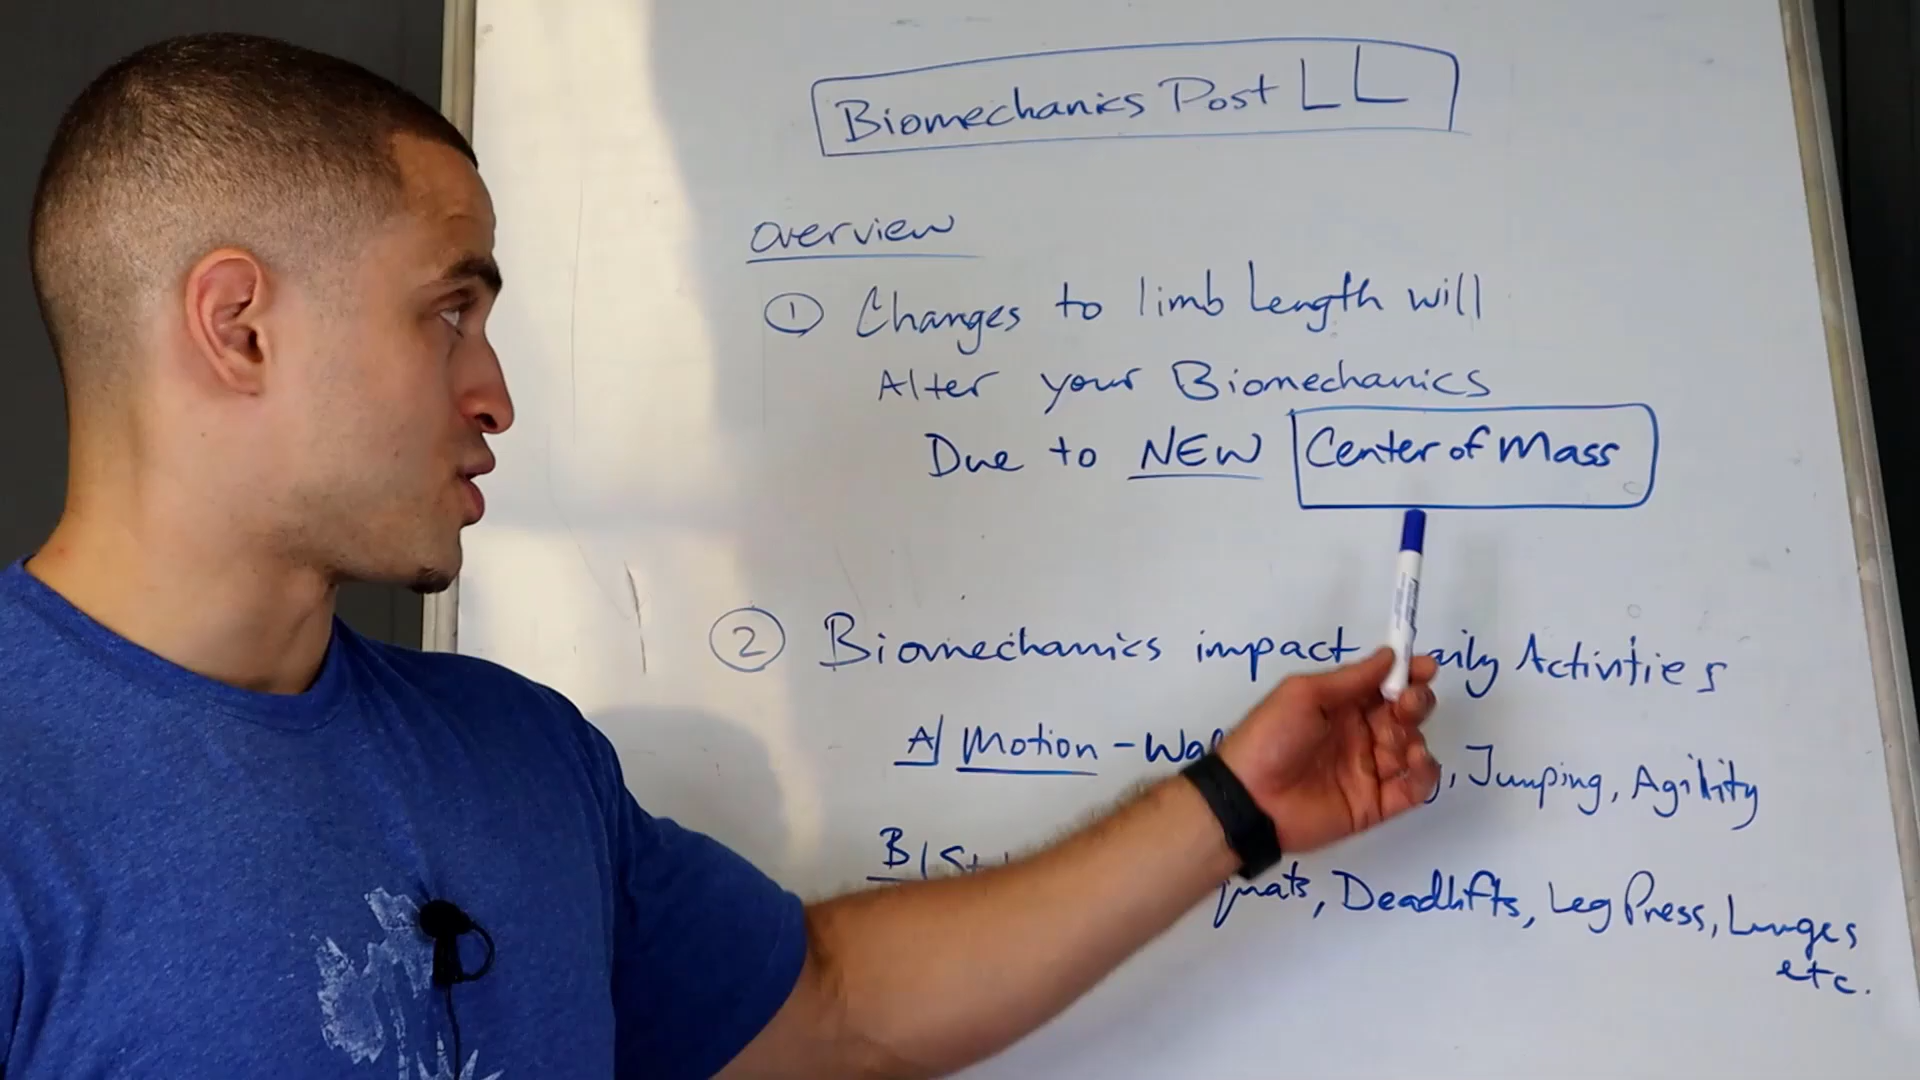 Biomechanics Post LL
overview
1 Changes to limb Length will
Alter your Biomechanics
Due to NEW Center of Mass
2 Biomechanics impact Activities
A/ Motion - , Jumping, Agility
B/ , Deadlifts, Leg Press, Lunges
etc.